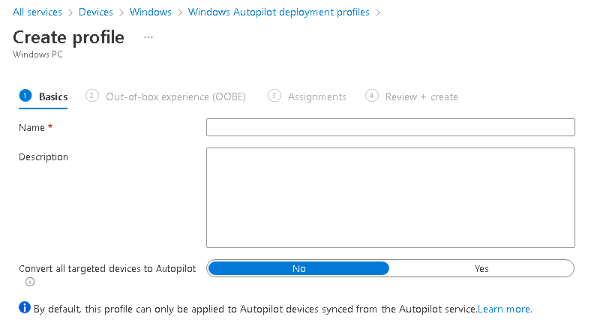 All services > Devices > Windows > Windows Autopilot deployment profiles >
Create profile ...
Windows PC
1 Basics 2 Out-of-box experience (OOBE) 3 Assignments 4 Review + create
Name *
Description
Convert all targeted devices to Autopilot No Yes
By default, this profile can only be applied to Autopilot devices synced from the Autopilot service.Learn more.